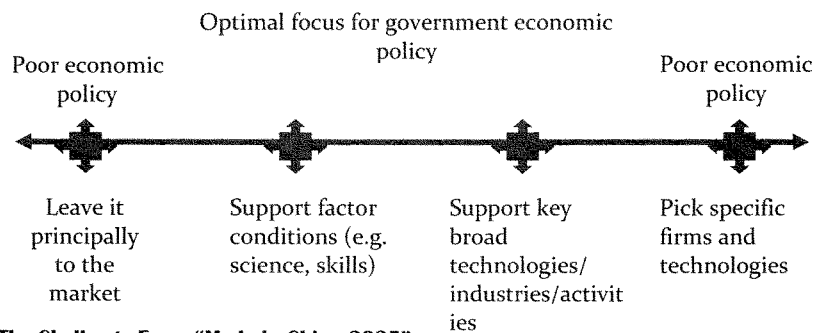 Optimal focus for government economic
policy
Poor economic
policy
Poor economic
policy
Leave it
principally
to the
market
Support factor
conditions (e.g.
science, skills)
Support key
broad
technologies/
industries/activit
ies
Pick specific
firms and
technologies